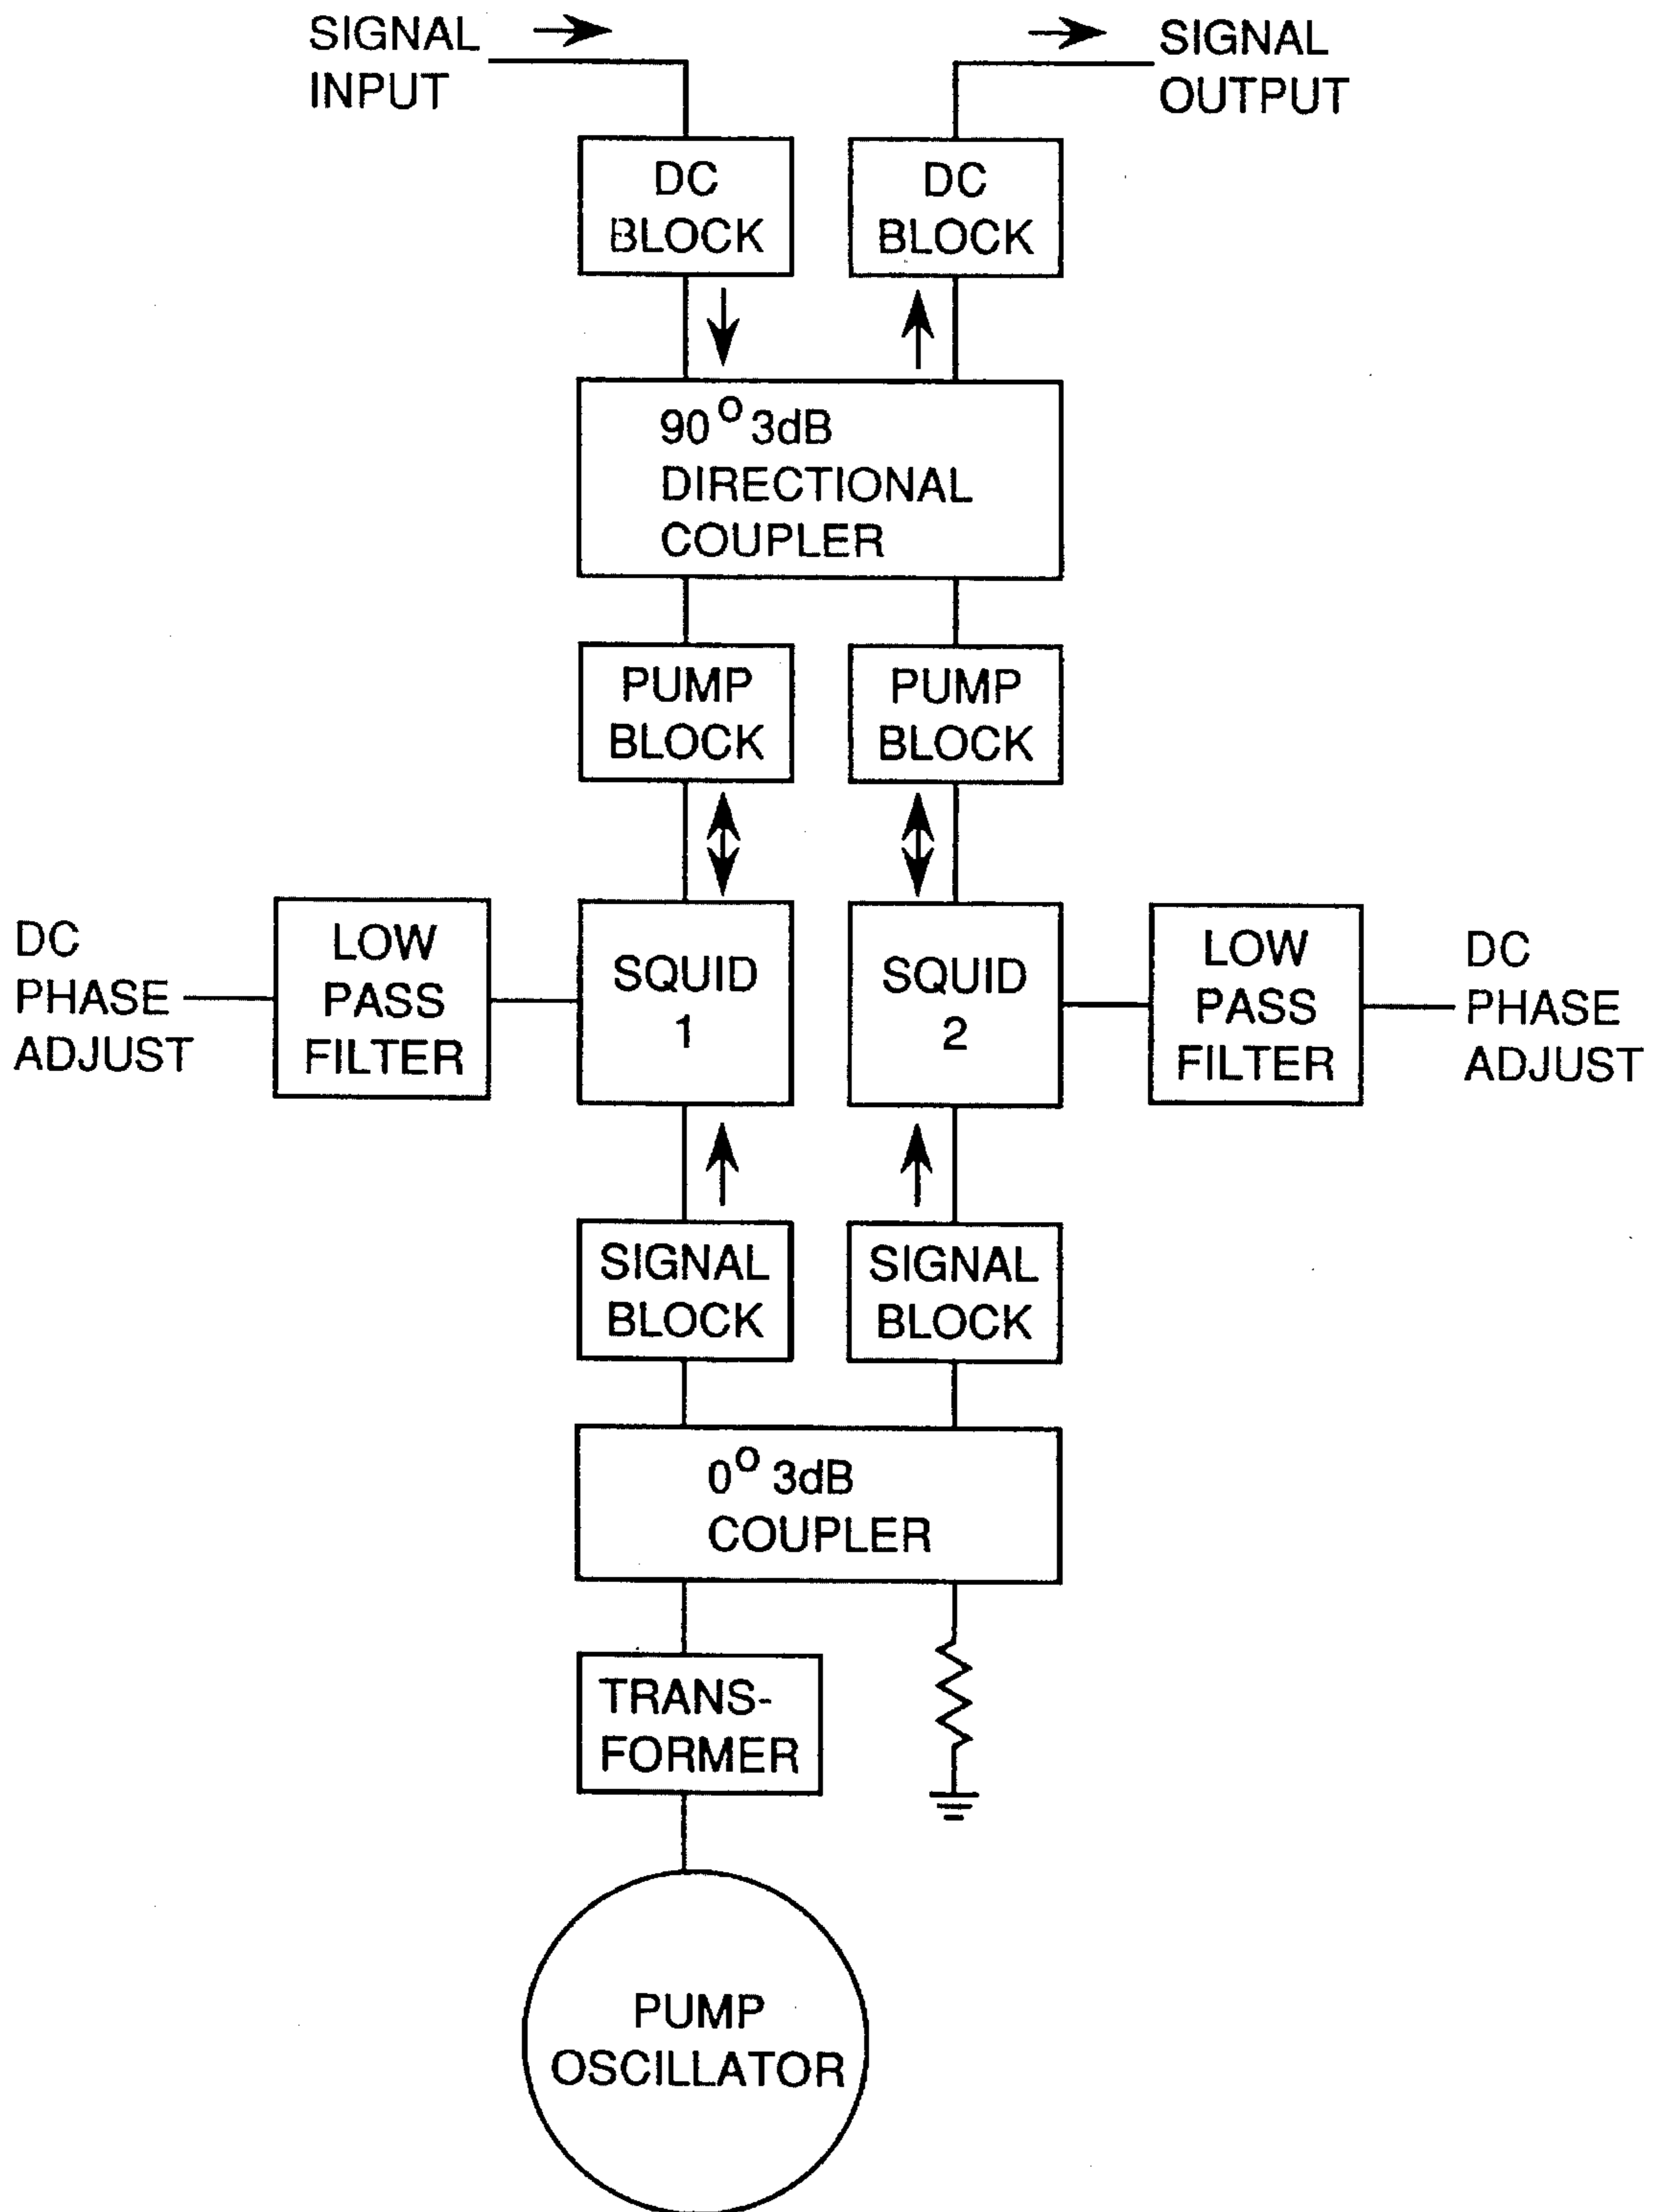 SIGNAL
INPUT
SIGNAL
OUTPUT
DC
BLOCK
DC
BLOCK
90° 3dB
DIRECTIONAL
COUPLER
PUMP
BLOCK
PUMP
BLOCK
DC
PHASE
ADJUST
LOW
PASS
FILTER
SQUID
1
SQUID
2
LOW
PASS
FILTER
DC
PHASE
ADJUST
SIGNAL
BLOCK
SIGNAL
BLOCK
0° 3dB
COUPLER
TRANS-
FORMER
PUMP
OSCILLATOR